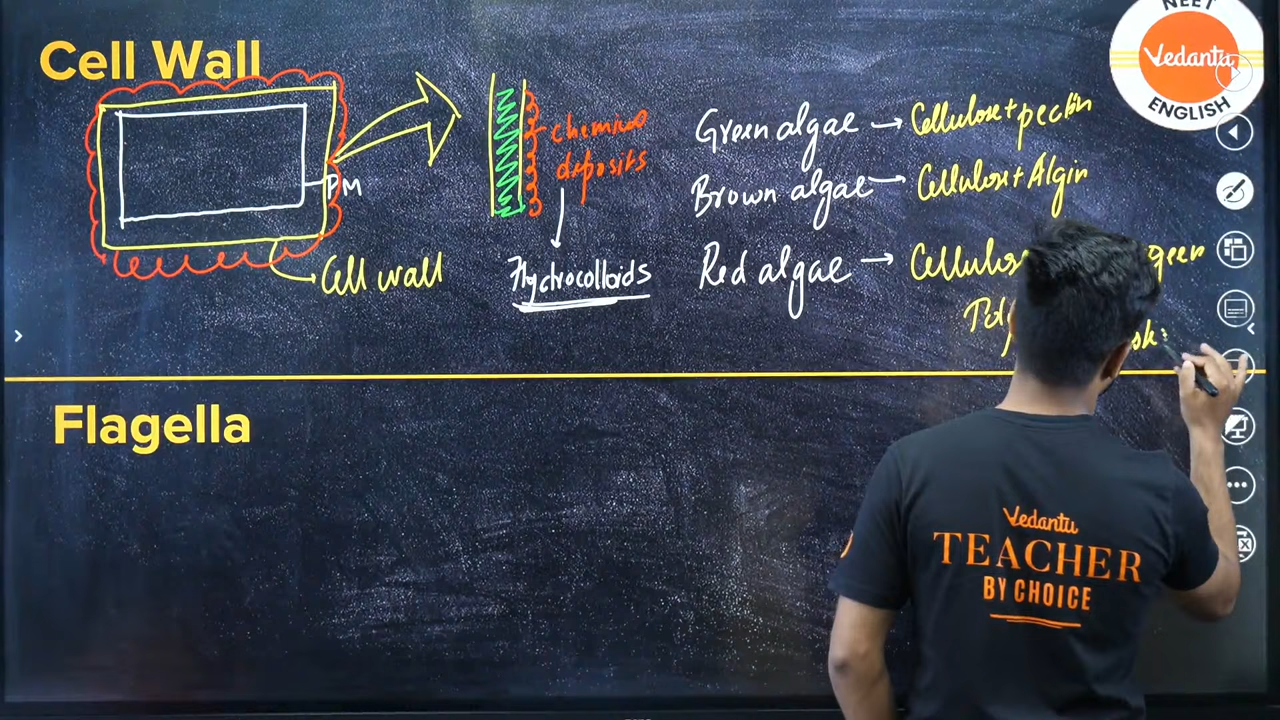 Cell Wall
PM
Cell wall
chemical
deposits
Hydrocolloids
Green algae → Cellulose + pectin
Brown algae → Cellulose + Algin
Red algae → Cellulose
Flagella
NEET
Vedantu
ENGLISH
Vedantu
TEACHER
BY CHOICE